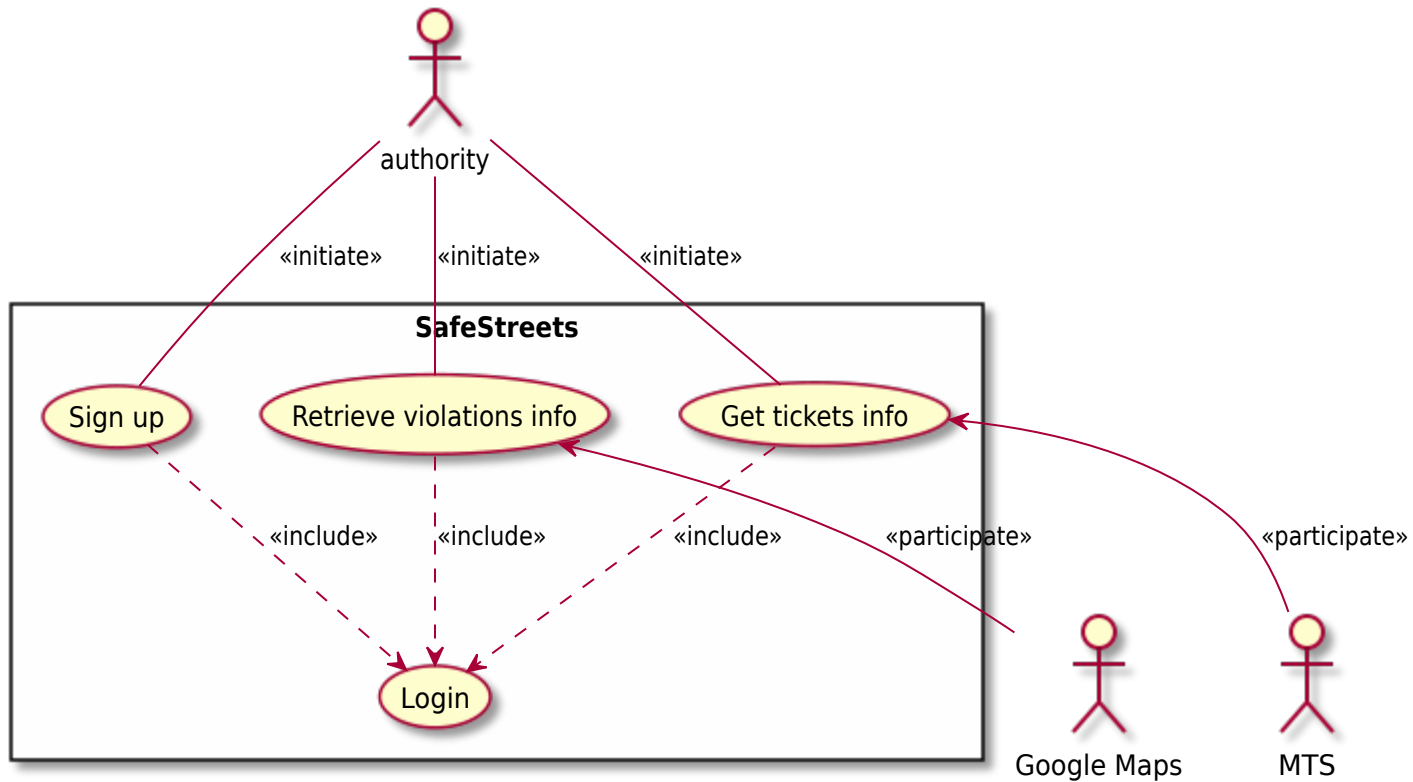 authority
«initiate»
«initiate»
«initiate»
SafeStreets
Sign up
Retrieve violations info
Get tickets info
«include»
«include»
«include»
«participate»
«participate»
Login
Google Maps
MTS